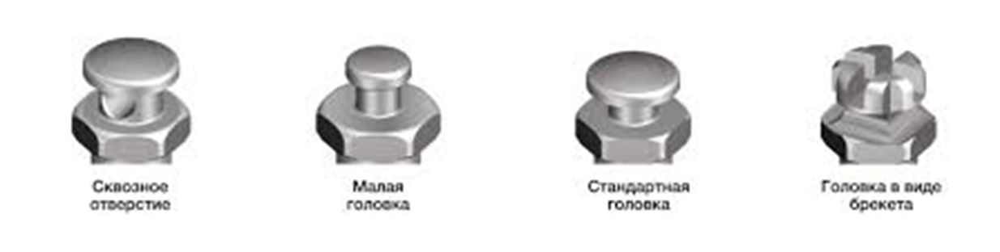 Сквозное
отверстие
Малая
головка
Стандартная
головка
Головка в виде
брекета